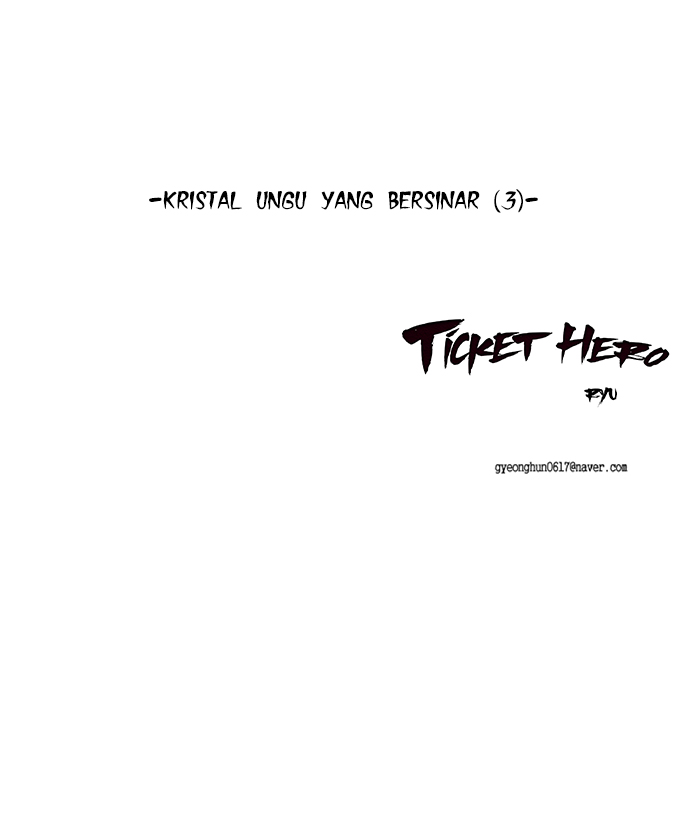 -KRISTAL UNGU YANG BERSINAR (3)-
TICKET HERO
RYU
gyeonghun0617@naver.com